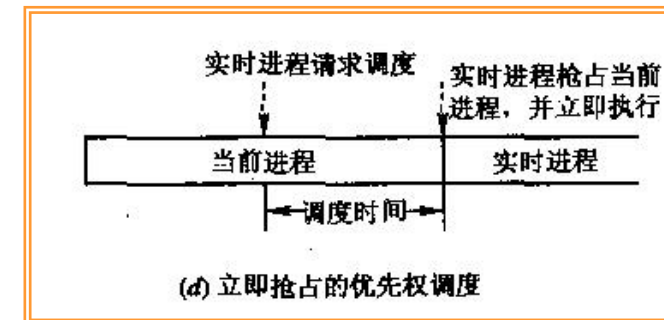 实时进程请求调度
实时进程枪占当前
进程，并立即执行
当前进程
实时进程
调度时间
(d) 立即抢占的优先权调度